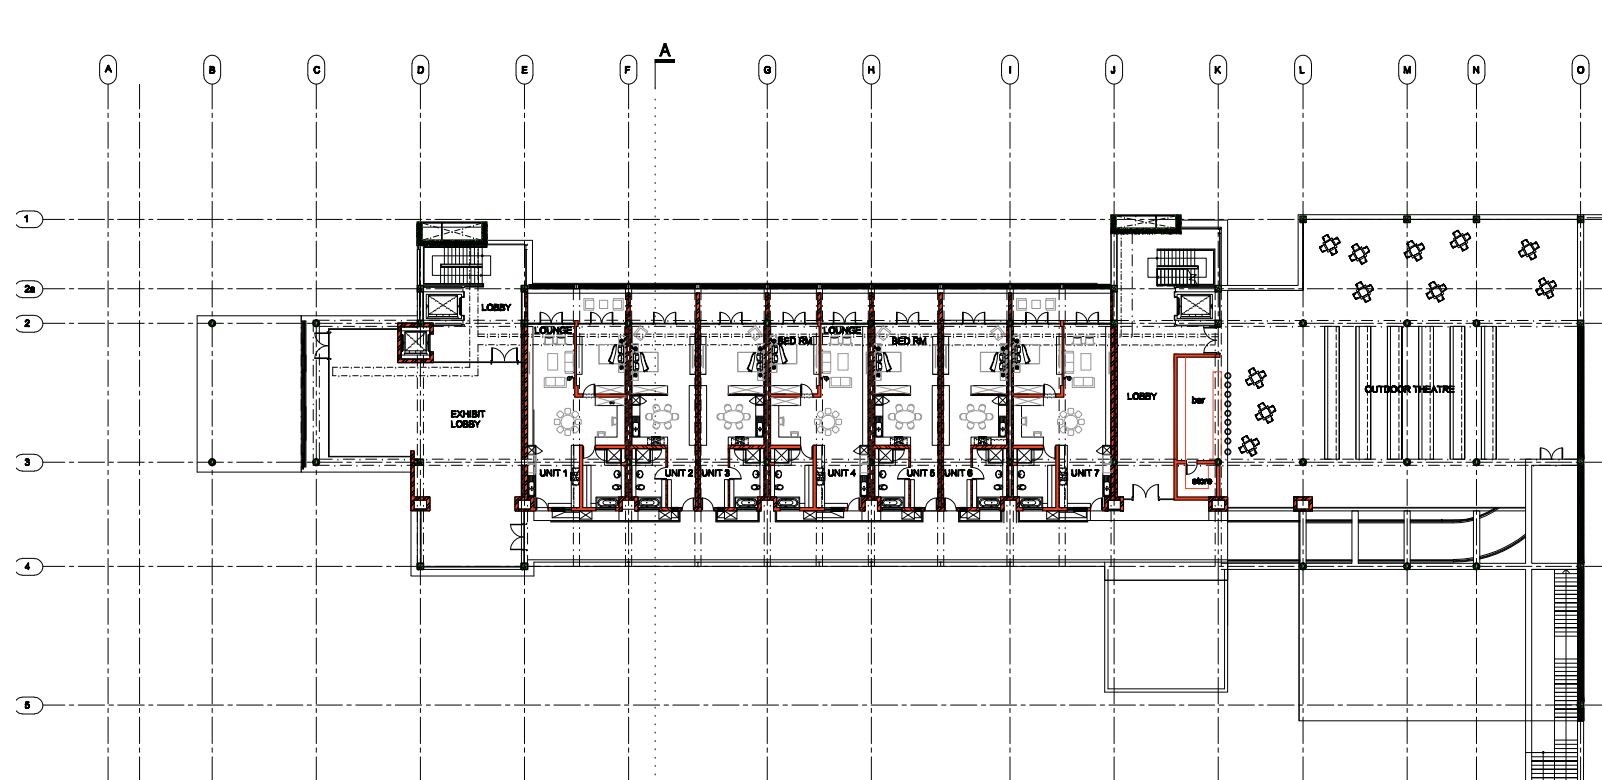 A
A B C D E F G H I J K L M N O
1
2a
LOBBY
2
LOUNGE
LOUNGE
BED RM
BED RM
OUTDOOR THEATRE
LOBBY
bar
EXHIBIT
LOBBY
3
UNIT 1 UNIT 2 UNIT 3 UNIT 4 UNIT 5 UNIT 6 UNIT 7
store
4
5